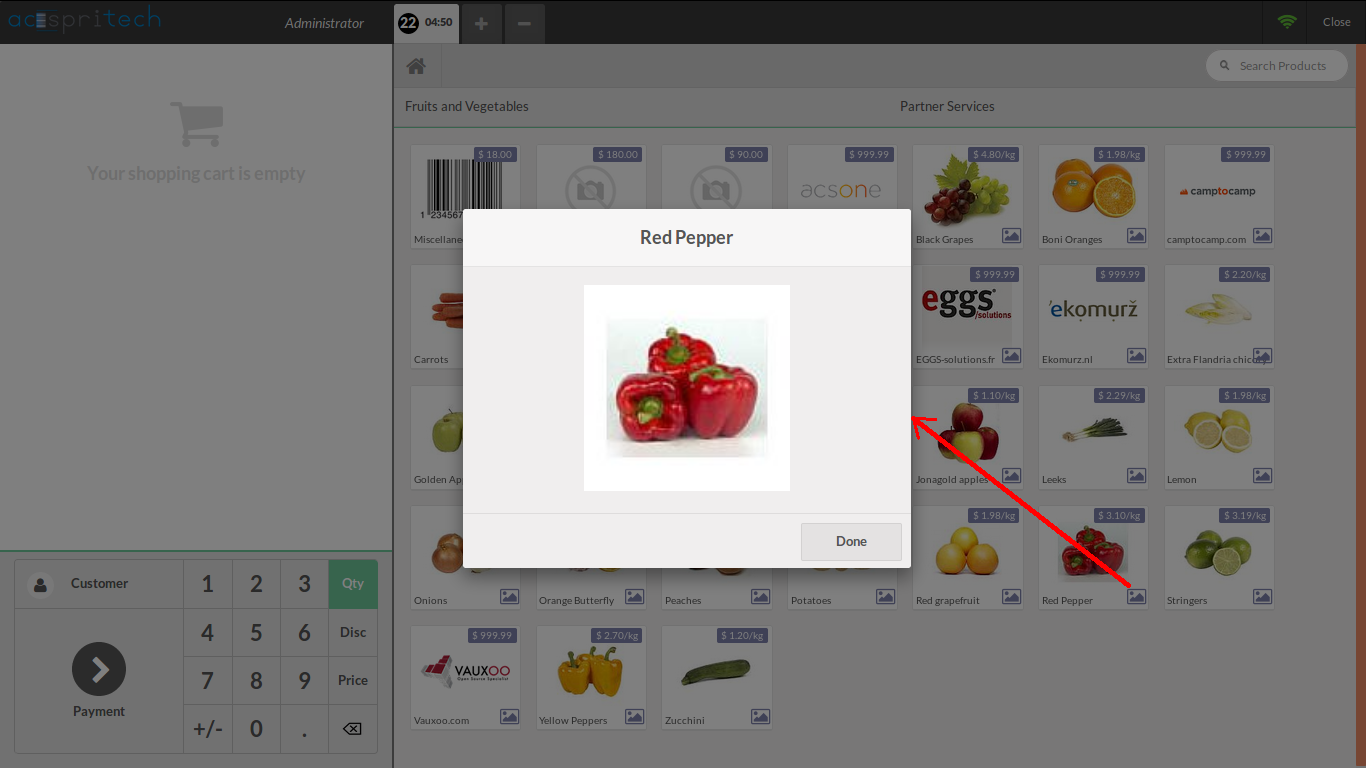 acespritech
Administrator
22 04:50
+
−
Close
Search Products
Your shopping cart is empty
Fruits and Vegetables
Partner Services
$ 18.00
$ 180.00
$ 90.00
$ 999.99
$ 4.80/kg
$ 1.98/kg
$ 999.99
1 234567
acsone
camptocamp
Black Grapes
Boni Oranges
camptocamp.com
Red Pepper
$ 999.99
$ 999.99
$ 2.20/kg
eggs
/solutions
ekomurž
Carrots
EGGS-solutions.fr
Ekomurz.nl
Extra Flandria chicory
$ 1.10/kg
$ 2.29/kg
$ 1.98/kg
Jonagold apples
Leeks
Lemon
Golden
$ 1.98/kg
$ 3.10/kg
$ 3.19/kg
Done
Onions
Orange Butterfly
Peaches
Potatoes
Red grapefruit
Red Pepper
Stringers
$ 999.99
$ 2.70/kg
$ 1.20/kg
VAUXOO
Open Source Specialist
Vauxoo.com
Yellow Peppers
Zucchini
Customer
1 2 3 Qty
4 5 6 Disc
7 8 9 Price
Payment
+/- 0 .